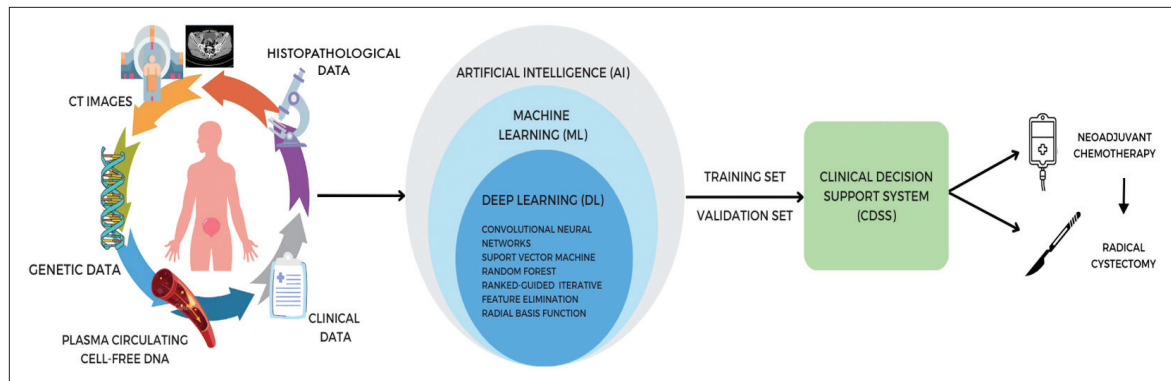 HISTOPATHOLOGICAL
DATA
CT IMAGES
GENETIC DATA
PLASMA CIRCULATING
CELL-FREE DNA
CLINICAL
DATA
ARTIFICIAL INTELLIGENCE (AI)
MACHINE
LEARNING (ML)
DEEP LEARNING (DL)
CONVOLUTIONAL NEURAL
NETWORKS
SUPORT VECTOR MACHINE
RANDOM FOREST
RANKED-GUIDED ITERATIVE
FEATURE ELIMINATION
RADIAL BASIS FUNCTION
TRAINING SET
VALIDATION SET
CLINICAL DECISION
SUPPORT SYSTEM
(CDSS)
NEOADJUVANT
CHEMOTHERAPY
RADICAL
CYSTECTOMY